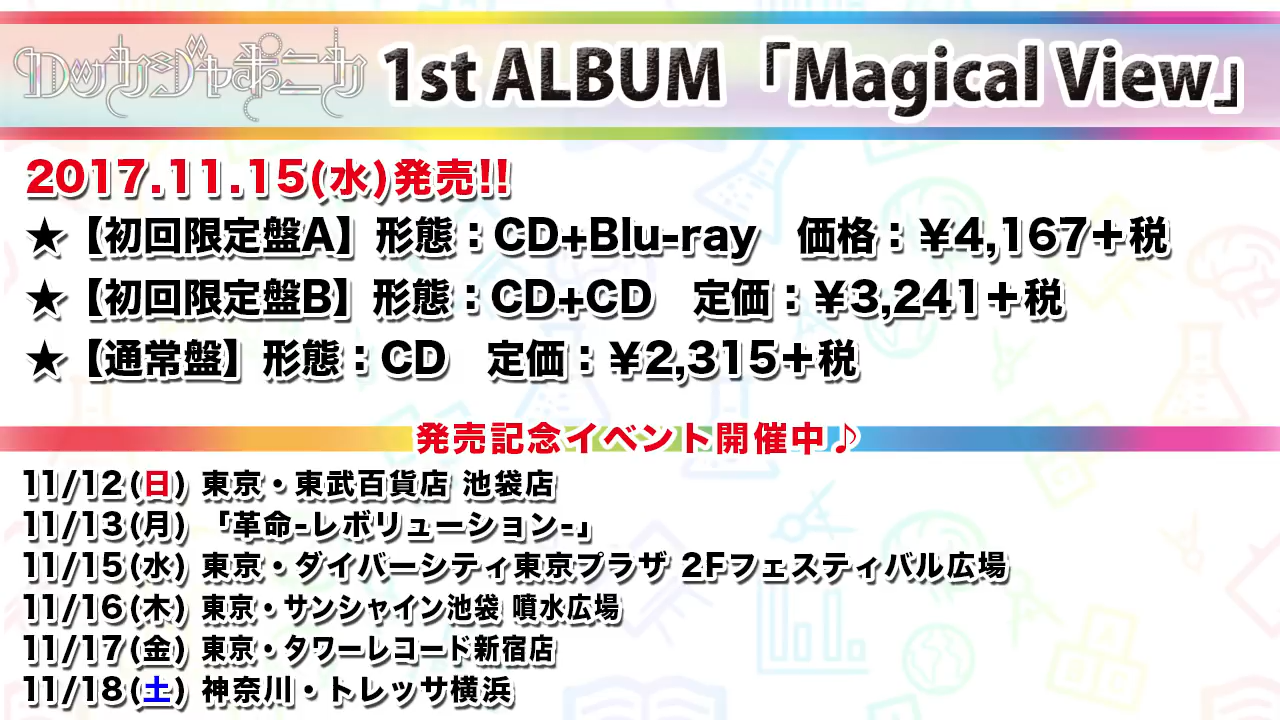 ロッカジャポニカ 1st ALBUM「Magical View」
2017.11.15(水)発売!!
★【初回限定盤A】形態：CD+Blu-ray　価格：￥4,167＋税
★【初回限定盤B】形態：CD+CD　定価：￥3,241＋税
★【通常盤】形態：CD　定価：￥2,315＋税
発売記念イベント開催中♪
11/12(日) 東京・東武百貨店 池袋店
11/13(月) 「革命-レボリューション-」
11/15(水) 東京・ダイバーシティ東京プラザ 2Fフェスティバル広場
11/16(木) 東京・サンシャイン池袋 噴水広場
11/17(金) 東京・タワーレコード新宿店
11/18(土) 神奈川・トレッサ横浜